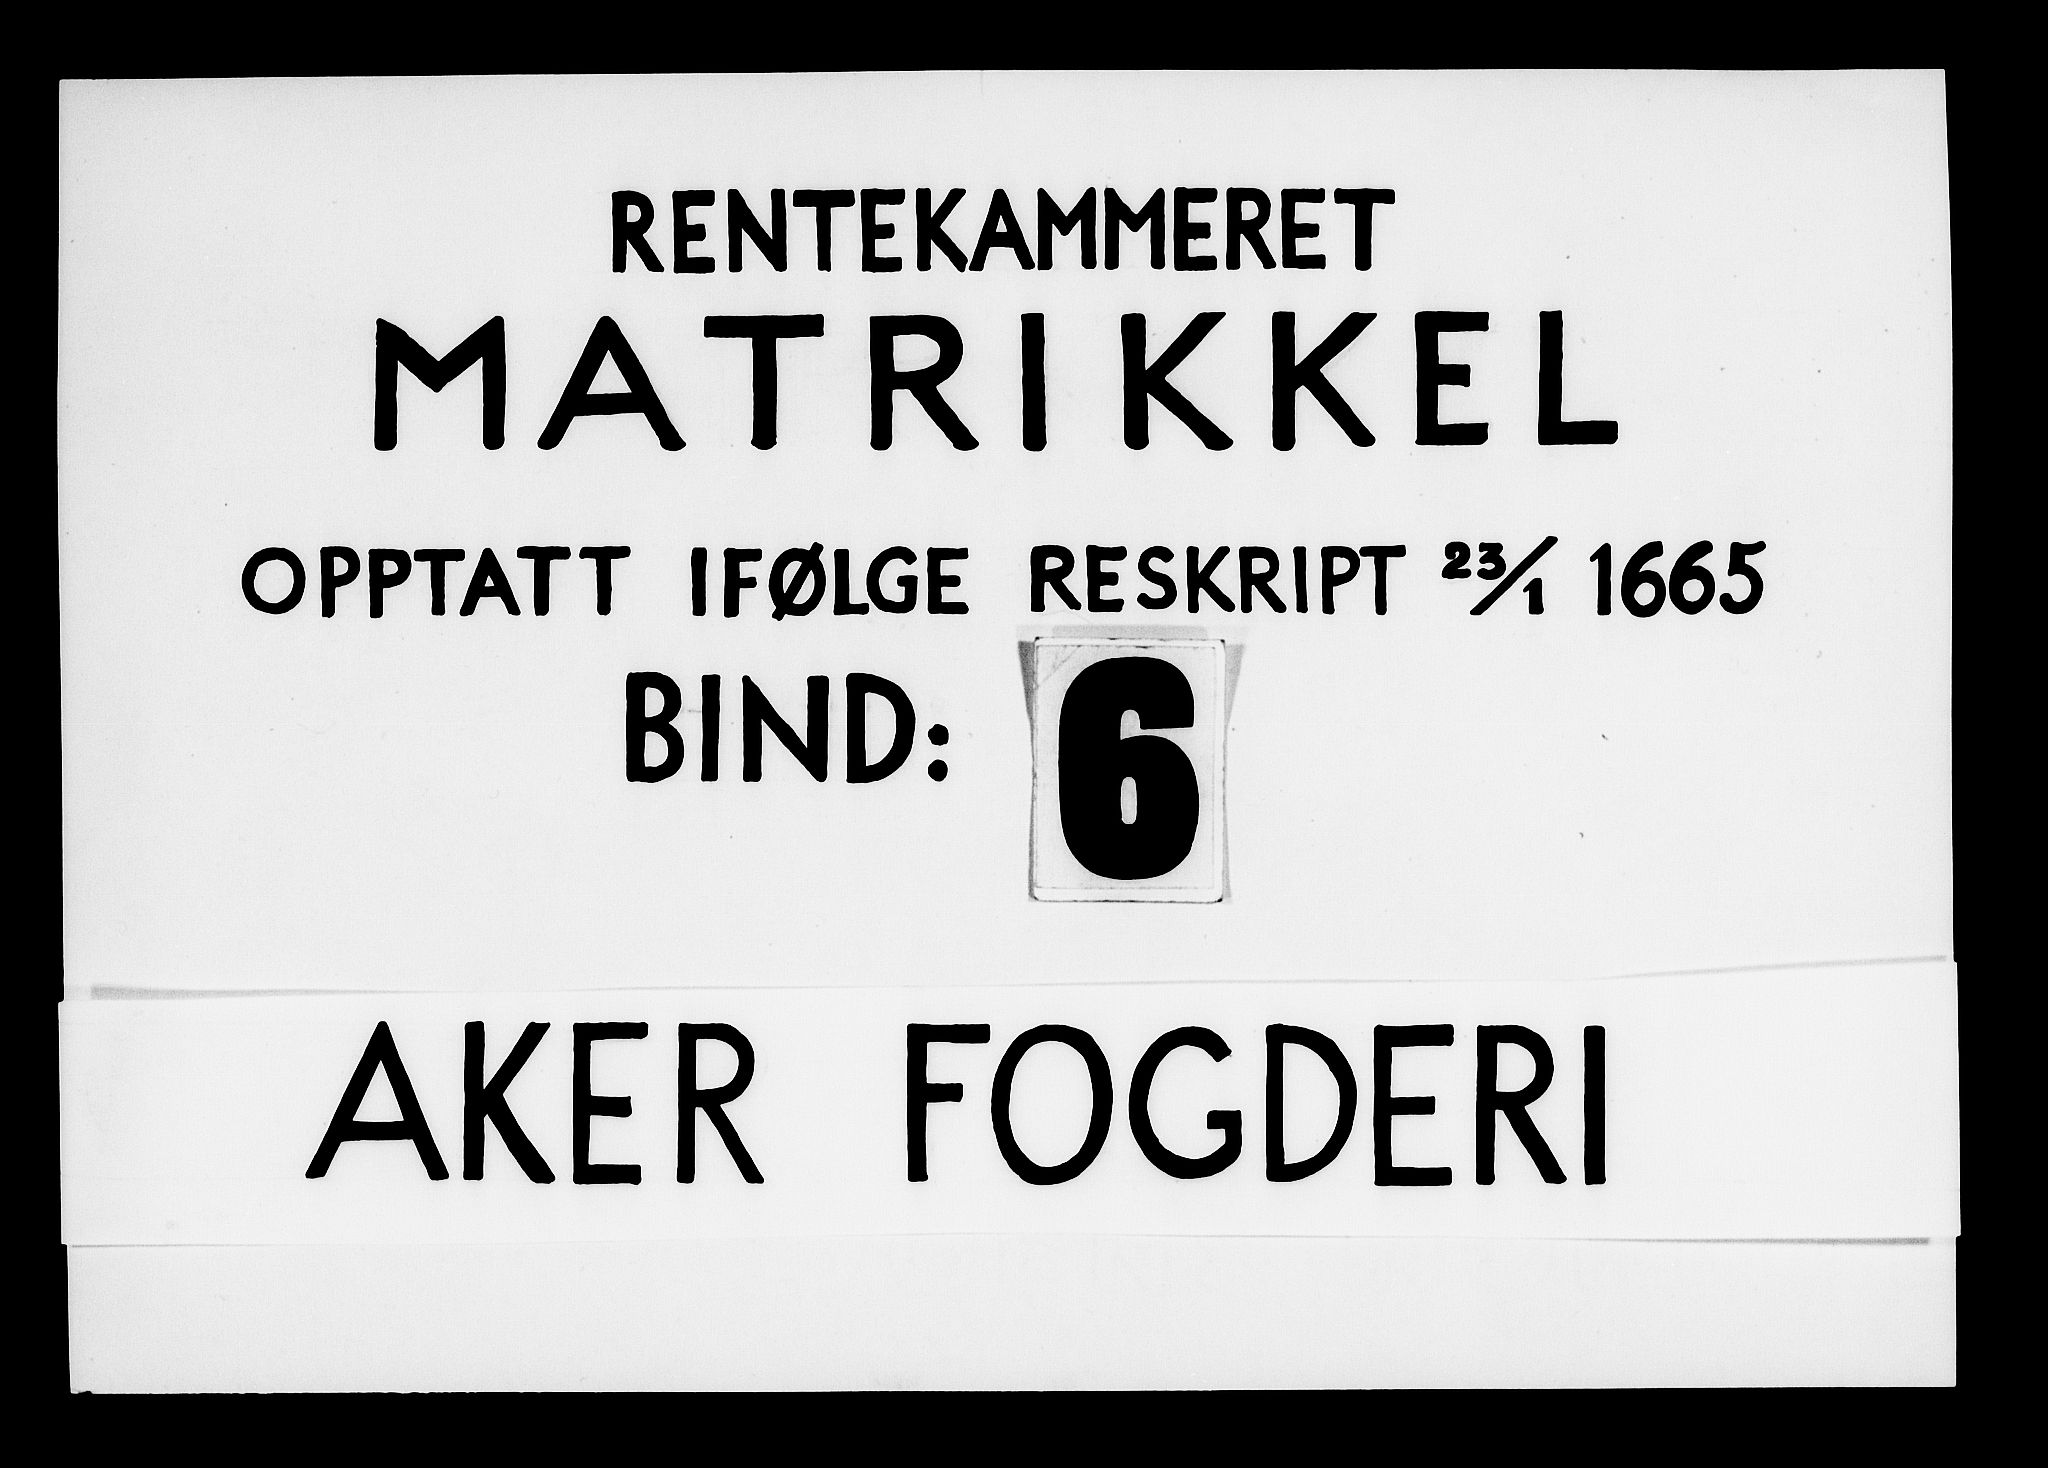 RENTEKAMMERET
MATRIKKEL
OPPTATT IFØLGE RESKRIPT 23/1 1665
BIND: 6
AKER FOGDERI